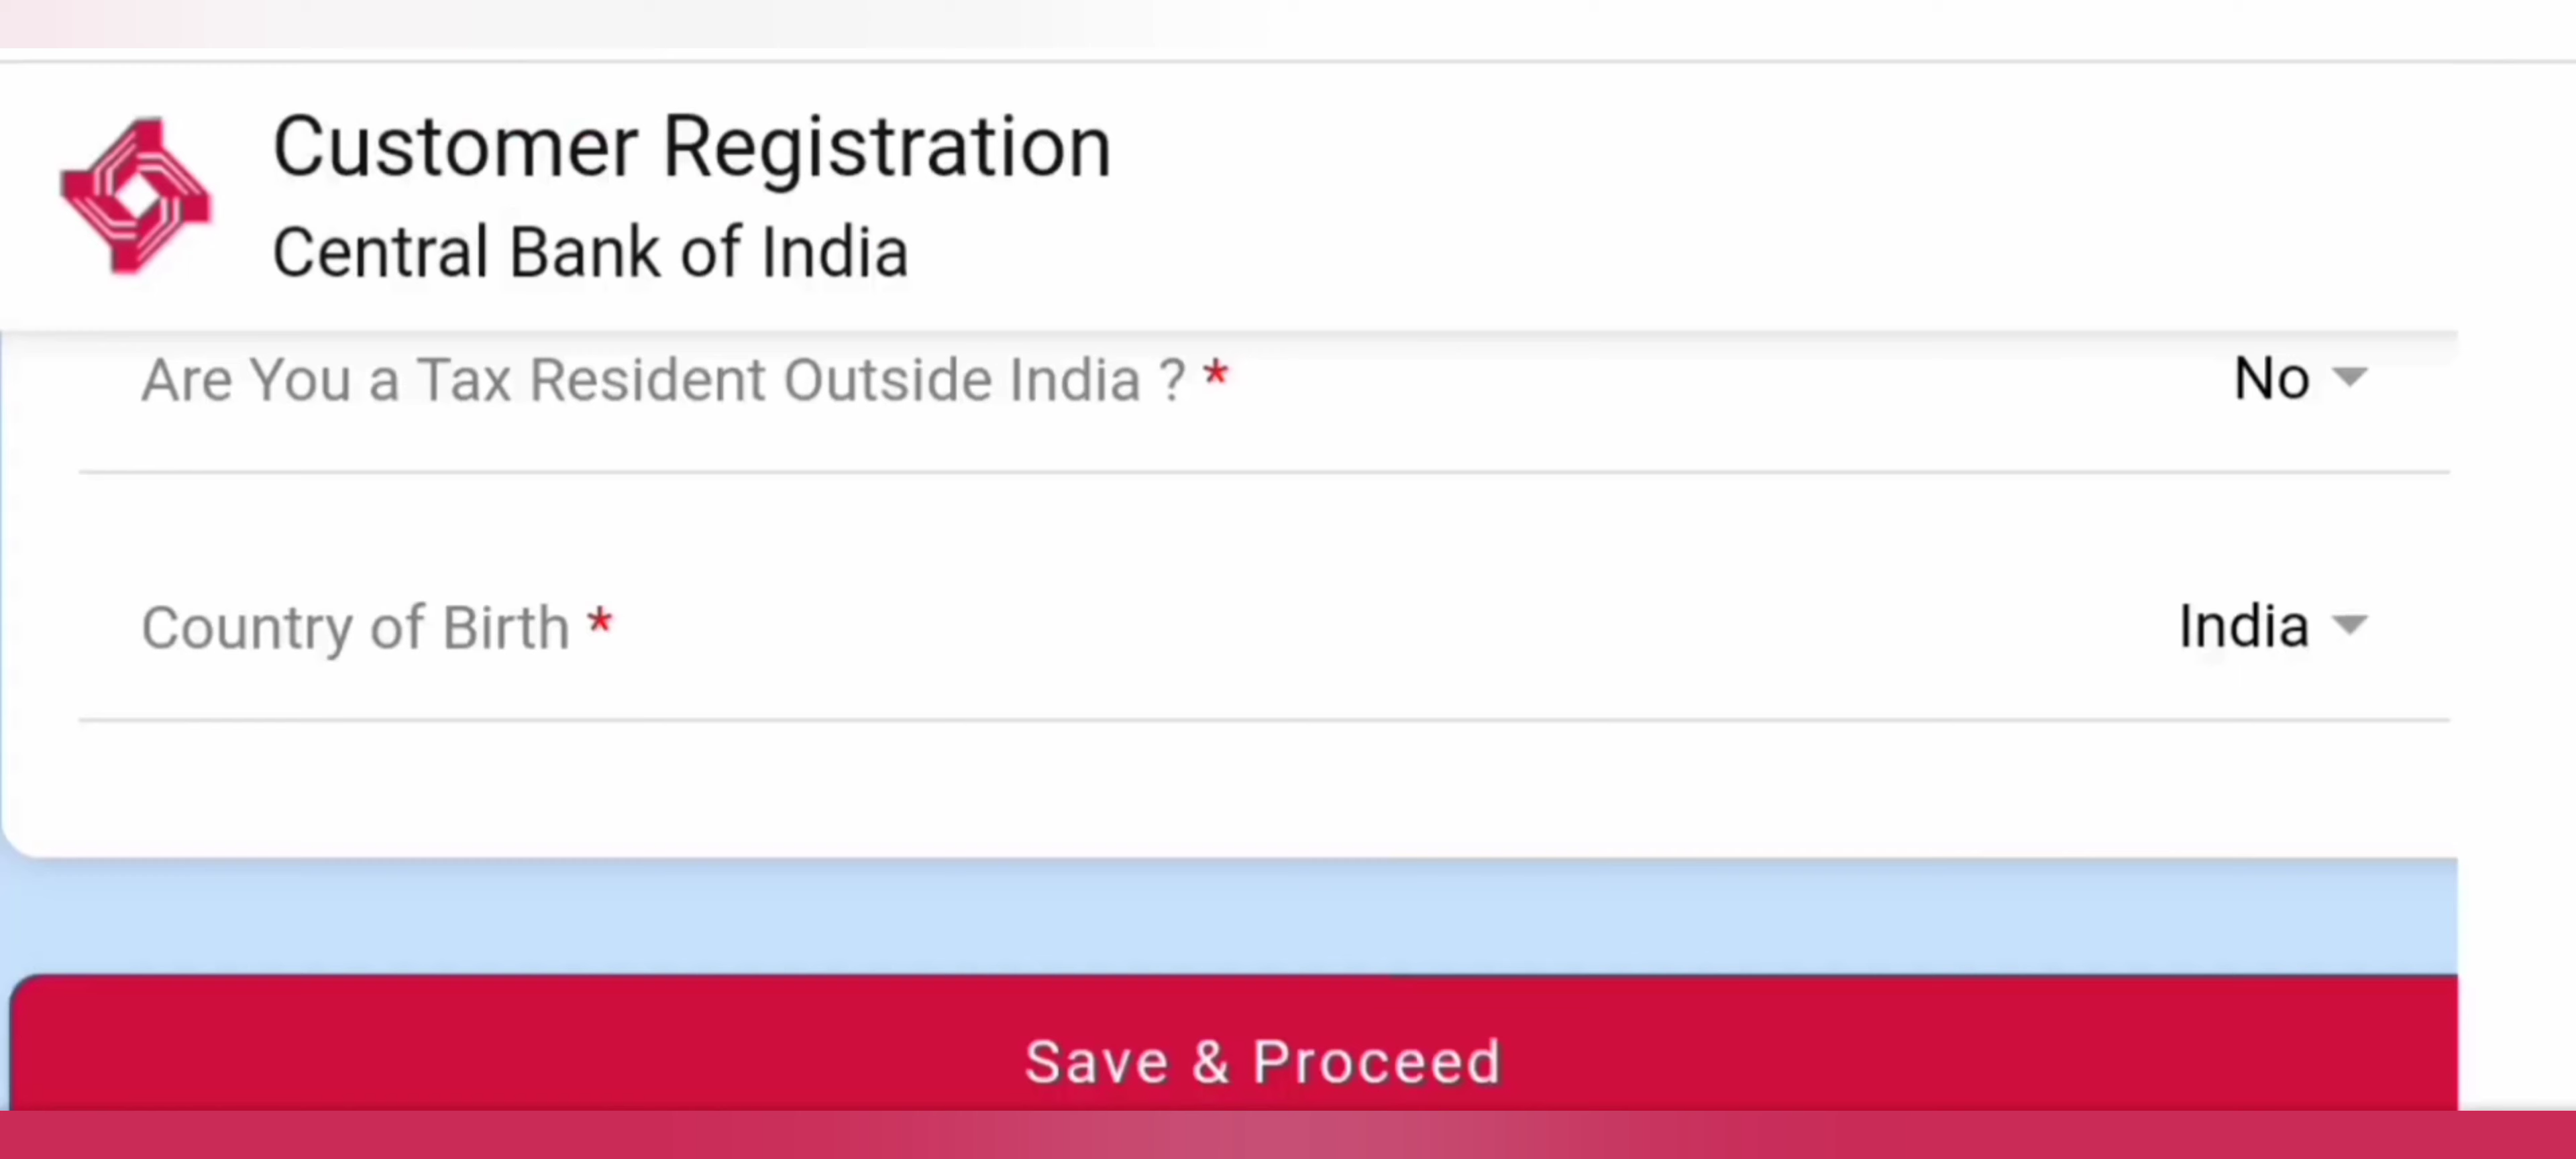 Customer Registration
Central Bank of India
Are You a Tax Resident Outside India ? * No
Country of Birth * India
Save & Proceed